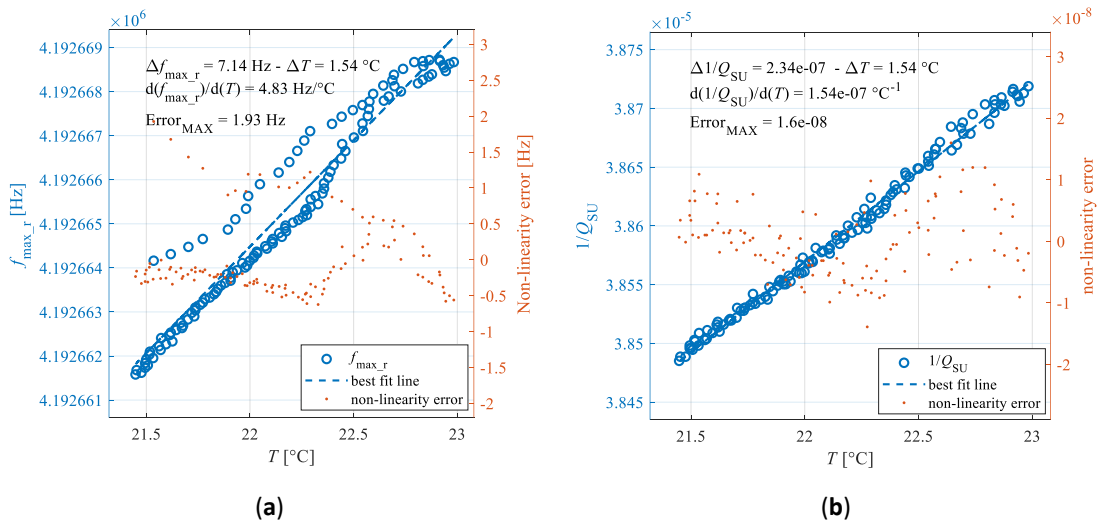 ×10⁶
4.192669
4.192668
4.192667
4.192666
4.192665
4.192664
4.192663
4.192662
4.192661
f_max_r [Hz]
Δf_max_r = 7.14 Hz - ΔT = 1.54 °C
d(f_max_r)/d(T) = 4.83 Hz/°C
Error_MAX = 1.93 Hz
3
2.5
2
1.5
1
0.5
0
-0.5
-1
-1.5
-2
Non-linearity error [Hz]
f_max_r
best fit line
non-linearity error
21.5 22 22.5 23
T [°C]
(a)
×10⁻⁵
3.875
3.87
3.865
3.86
3.855
3.85
3.845
1/Q_SU
Δ1/Q_SU = 2.34e-07 - ΔT = 1.54 °C
d(1/Q_SU)/d(T) = 1.54e-07 °C⁻¹
Error_MAX = 1.6e-08
×10⁻⁸
3
2
1
0
-1
-2
non-linearity error
1/Q_SU
best fit line
non-linearity error
21.5 22 22.5 23
T [°C]
(b)